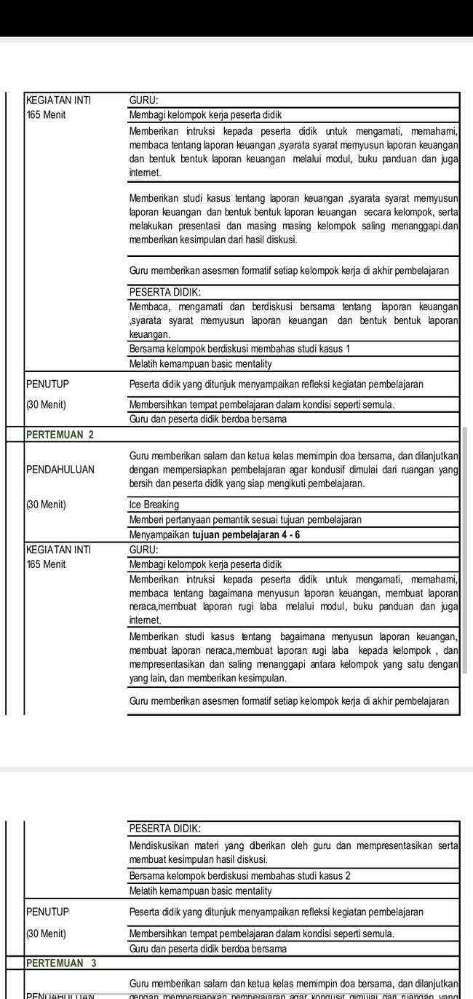 KEGIATAN INTI GURU:
165 Menit Membagi kelompok kerja peserta didik
Memberikan intruksi kepada peserta didik untuk mengamati, memahami,
membaca tentang laporan keuangan ,syarata syarat memyusun laporan keuangan
dan bentuk bentuk laporan keuangan melalui modul, buku panduan dan juga
internet.
Memberikan studi kasus tentang laporan keuangan ,syarata syarat memyusun
laporan keuangan dan bentuk bentuk laporan keuangan secara kelompok, serta
melakukan presentasi dan masing masing kelompok saling menanggapi.dan
memberikan kesimpulan dari hasil diskusi.
Guru memberikan asesmen formatif setiap kelompok kerja di akhir pembelajaran
PESERTA DIDIK:
Membaca, mengamati dan berdiskusi bersama tentang laporan keuangan
,syarata syarat memyusun laporan keuangan dan bentuk bentuk laporan
keuangan.
Bersama kelompok berdiskusi membahas studi kasus 1
Melatih kemampuan basic mentality
PENUTUP Peserta didik yang ditunjuk menyampaikan refleksi kegiatan pembelajaran
(30 Menit) Membersihkan tempat pembelajaran dalam kondisi seperti semula.
Guru dan peserta didik berdoa bersama
PERTEMUAN 2
Guru memberikan salam dan ketua kelas memimpin doa bersama, dan dilanjutkan
PENDAHULUAN dengan mempersiapkan pembelajaran agar kondusif dimulai dari ruangan yang
bersih dan peserta didik yang siap mengikuti pembelajaran.
(30 Menit) Ice Breaking
Memberi pertanyaan pemantik sesuai tujuan pembelajaran
Menyampaikan tujuan pembelajaran 4 - 6
KEGIATAN INTI GURU:
165 Menit Membagi kelompok kerja peserta didik
Memberikan intruksi kepada peserta didik untuk mengamati, memahami,
membaca tentang bagaimana menyusun laporan keuangan, membuat laporan
neraca,membuat laporan rugi laba melalui modul, buku panduan dan juga
internet.
Memberikan studi kasus tentang bagaimana menyusun laporan keuangan,
membuat laporan neraca,membuat laporan rugi laba kepada kelompok , dan
mempresentasikan dan saling menanggapi antara kelompok yang satu dengan
yang lain, dan memberikan kesimpulan.
Guru memberikan asesmen formatif setiap kelompok kerja di akhir pembelajaran
PESERTA DIDIK:
Mendiskusikan materi yang diberikan oleh guru dan mempresentasikan serta
membuat kesimpulan hasil diskusi.
Bersama kelompok berdiskusi membahas studi kasus 2
Melatih kemampuan basic mentality
PENUTUP Peserta didik yang ditunjuk menyampaikan refleksi kegiatan pembelajaran
(30 Menit) Membersihkan tempat pembelajaran dalam kondisi seperti semula.
Guru dan peserta didik berdoa bersama
PERTEMUAN 3
Guru memberikan salam dan ketua kelas memimpin doa bersama, dan dilanjutkan
PENDAHULUAN dengan mempersiapkan pembelajaran agar kondusif dimulai dari ruangan yang